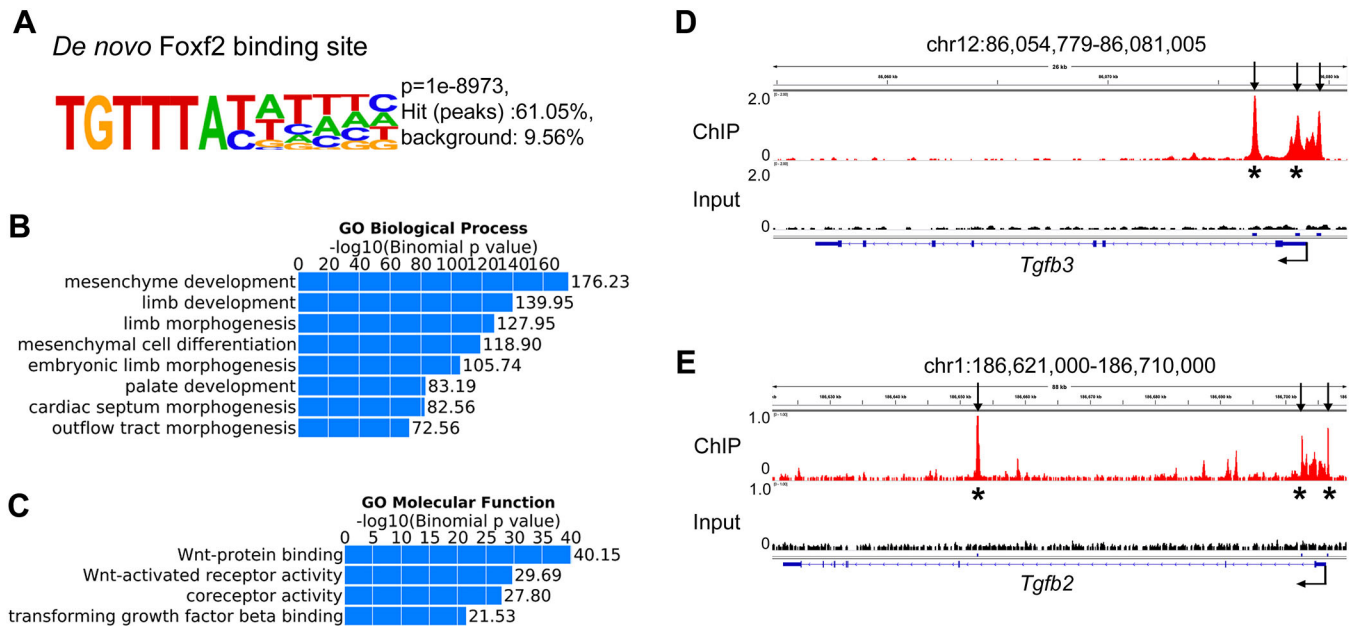 A
De novo Foxf2 binding site
TGTTTA
p=1e-8973,
Hit (peaks) :61.05%,
background: 9.56%
B
GO Biological Process
-log10(Binomial p value)
0 20 40 60 80 100 120 140 160
mesenchyme development 176.23
limb development 139.95
limb morphogenesis 127.95
mesenchymal cell differentiation 118.90
embryonic limb morphogenesis 105.74
palate development 83.19
cardiac septum morphogenesis 82.56
outflow tract morphogenesis 72.56
C
GO Molecular Function
-log10(Binomial p value)
0 5 10 15 20 25 30 35 40
Wnt-protein binding 40.15
Wnt-activated receptor activity 29.69
coreceptor activity 27.80
transforming growth factor beta binding 21.53
D
chr12:86,054,779-86,081,005
26 kb
2.0
ChIP
0
* *
2.0
Input
0
Tgfb3
E
chr1:186,621,000-186,710,000
88 kb
1.0
ChIP
0
* * *
1.0
Input
0
Tgfb2